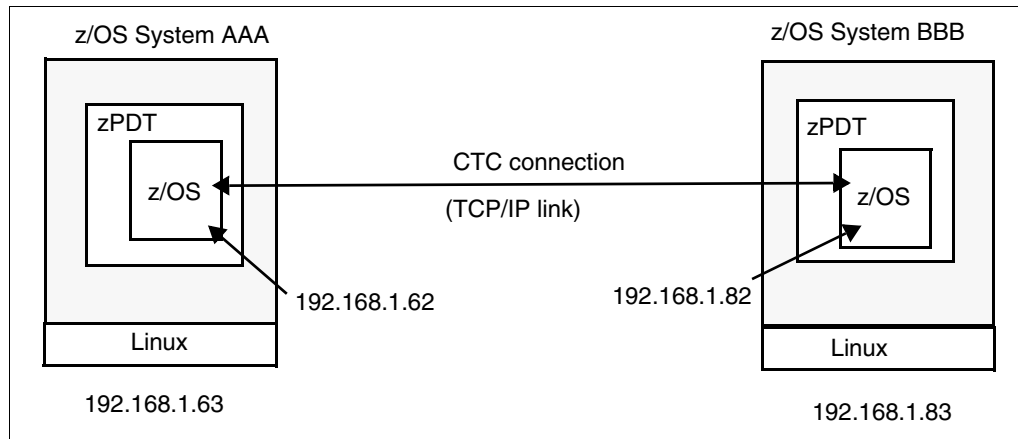 z/OS System AAA
z/OS System BBB
zPDT
zPDT
z/OS
CTC connection
(TCP/IP link)
z/OS
192.168.1.62
192.168.1.82
Linux
Linux
192.168.1.63
192.168.1.83